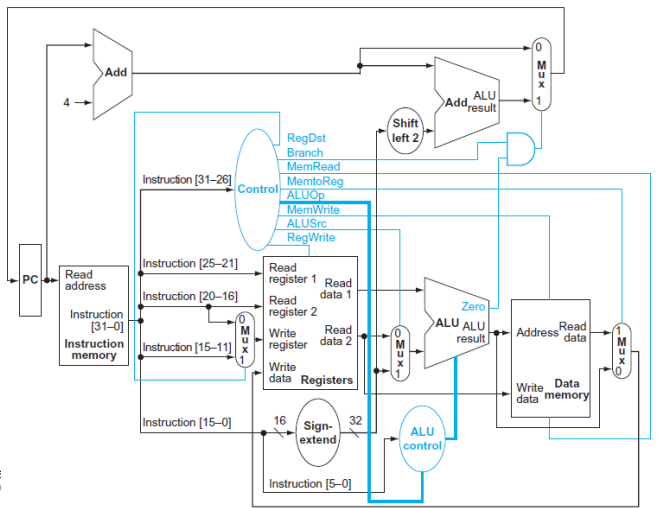 Add
4
0
M
u
x
1
Add
ALU
result
Shift
left 2
RegDst
Branch
MemRead
MemtoReg
ALUOp
MemWrite
ALUSrc
RegWrite
Control
Instruction [31–26]
Instruction [25–21]
Instruction [20–16]
Instruction [15–11]
Instruction [15–0]
Instruction [5–0]
PC
Read
address
Instruction
[31–0]
Instruction
memory
0
M
u
x
1
Read
register 1
Read
register 2
Write
register
Write
data
Read
data 1
Read
data 2
Registers
0
M
u
x
1
Zero
ALU
ALU
result
Address
Read
data
Write
data
Data
memory
1
M
u
x
0
16
Sign-
extend
32
ALU
control